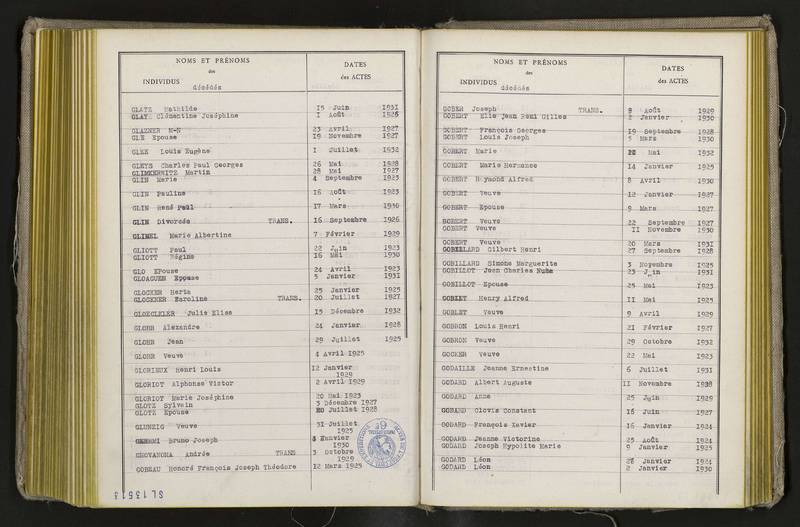 NOMS ET PRÉNOMS
des
INDIVIDUS
décédés
DATES
des ACTES
GLATZ Mathilde 15 Juin 1931
GLAY Clémentine Joséphine 1 Août 1926
GLAZNER M-N 23 Avril 1927
GLE Epouse 19 Novembre 1927
GLEE Louis Eugène 1 Juillet 1932
GLEYS Charles Paul Georges 26 Mai 1928
GLIMKERWITZ Martin 28 Mai 1927
GLIN Marie 4 Septembre 1923
GLIN Pauline 16 Août 1923
GLIN René Paul 17 Mars 1930
GLIN Divorcée TRANS. 16 Septembre 1926
GLINEL Marie Albertine 7 Février 1929
GLIOTT Paul 22 Juin 1923
GLIOTT Régine 16 Mai 1930
GLO Epouse 24 Avril 1923
GLOAGUEN Epouse 5 Janvier 1931
GLOCKER Herta 25 Janvier 1925
GLOCKNER Karoline TRANS. 20 Juillet 1927
GLOECLELER Julie Elise 15 Décembre 1932
GLOHR Alexandre 24 Janvier 1928
GLOHR Jean 29 Juillet 1925
GLOHR Veuve 4 Avril 1925
GLORIEUX Henri Louis 12 Janvier 1929
GLORIOT Alphonse Victor 2 Avril 1929
GLORIOT Marie Joséphine 20 Mai 1923
GLOTZ Sylvain 3 Décembre 1927
GLOTZ Epouse 20 Juillet 1928
GLUNZIG Veuve 31 Juillet 1925
Bruno Joseph 8 Janvier 1930
GNOVANOHA Andrée TRANS 3 Octobre 1929
GOBEAU Honoré François Joseph Théodore 12 Mars 1925
SL 1351
NOMS ET PRÉNOMS
des
INDIVIDUS
décédés
DATES
des ACTES
GOBER Joseph TRANS. 8 Août 1929
GOBERT Elie Jean Remi Gilles 2 Janvier 1930
GOBERT François Georges 19 Septembre 1928
GOBERT Louis Joseph 5 Mars 1930
GOBERT Marie Mai 1932
GOBERT Marie Hermance 14 Janvier 1925
GOBERT Raymond Alfred 8 Avril 1930
GOBERT Veuve 12 Janvier 1927
GOBERT Epouse 9 Mars 1927
GOBERT Veuve 22 Septembre 1927
GOBERT Veuve 11 Novembre 1930
GOBERT Veuve 20 Mars 1931
GOBILLARD Gilbert Henri 27 Septembre 1928
GOBILLARD Simone Marguerite 3 Novembre 1925
GOBILLOT Jean Charles 23 Juin 1931
GOBILLOT Epouse 25 Mai 1923
GOBLET Henry Alfred 11 Mai 1923
GOBLET Veuve 9 Avril 1929
GOBRON Louis Henri 21 Février 1927
GOBRON Veuve 29 Octobre 1932
GOCKER Veuve 22 Mai 1923
GODAILLE Jeanne Ernestine 6 Juillet 1931
GODARD Albert Auguste 11 Novembre 1928
GODARD Anne 25 Juin 1929
GODARD Clovis Constant 16 Juin 1927
GODARD François Xavier 16 Janvier 1924
GODARD Jeanne Victorine 25 Août 1924
GODARD Joseph Hypolite Marie 9 Janvier 1925
GODARD Léon 26 Janvier 1924
GODARD Léon 2 Janvier 1930